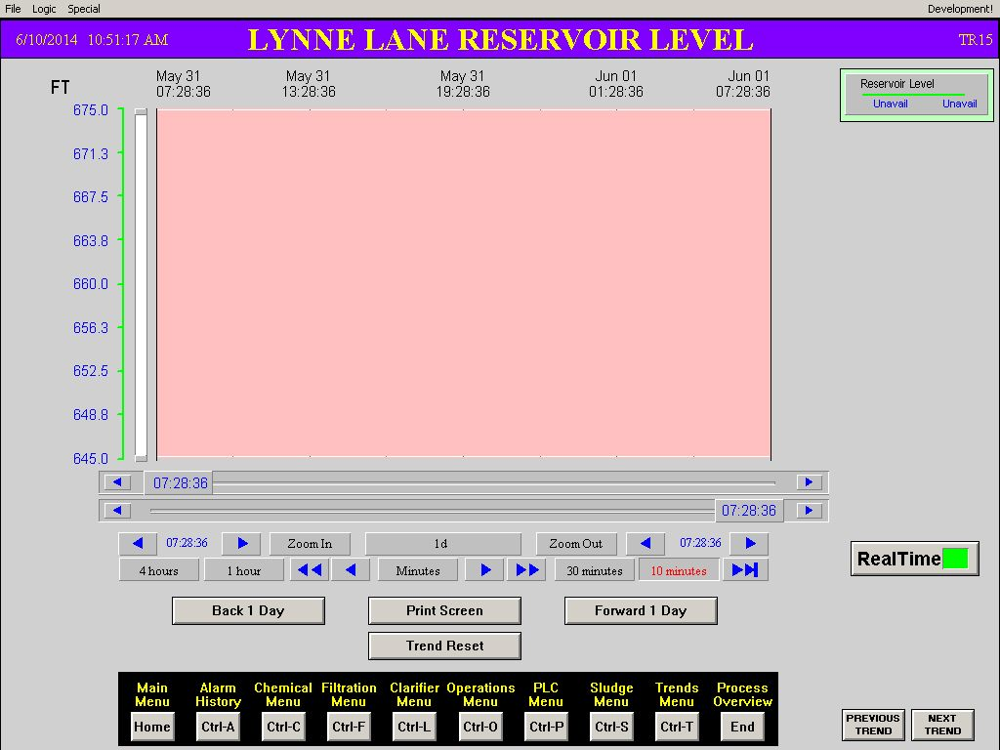 File Logic Special Development!
6/10/2014 10:51:17 AM LYNNE LANE RESERVOIR LEVEL TR15
FT
May 31 May 31 May 31 Jun 01 Jun 01
07:28:36 13:28:36 19:28:36 01:28:36 07:28:36
Reservoir Level
Unavail Unavail
675.0
671.3
667.5
663.8
660.0
656.3
652.5
648.8
645.0
07:28:36
07:28:36
07:28:36 Zoom In 1d Zoom Out 07:28:36
4 hours 1 hour Minutes 30 minutes 10 minutes
RealTime
Back 1 Day Print Screen Forward 1 Day
Trend Reset
Main Alarm Chemical Filtration Clarifier Operations PLC Sludge Trends Process
Menu History Menu Menu Menu Menu Menu Menu Menu Overview
Home Ctrl-A Ctrl-C Ctrl-F Ctrl-L Ctrl-O Ctrl-P Ctrl-S Ctrl-T End
PREVIOUS NEXT
TREND TREND